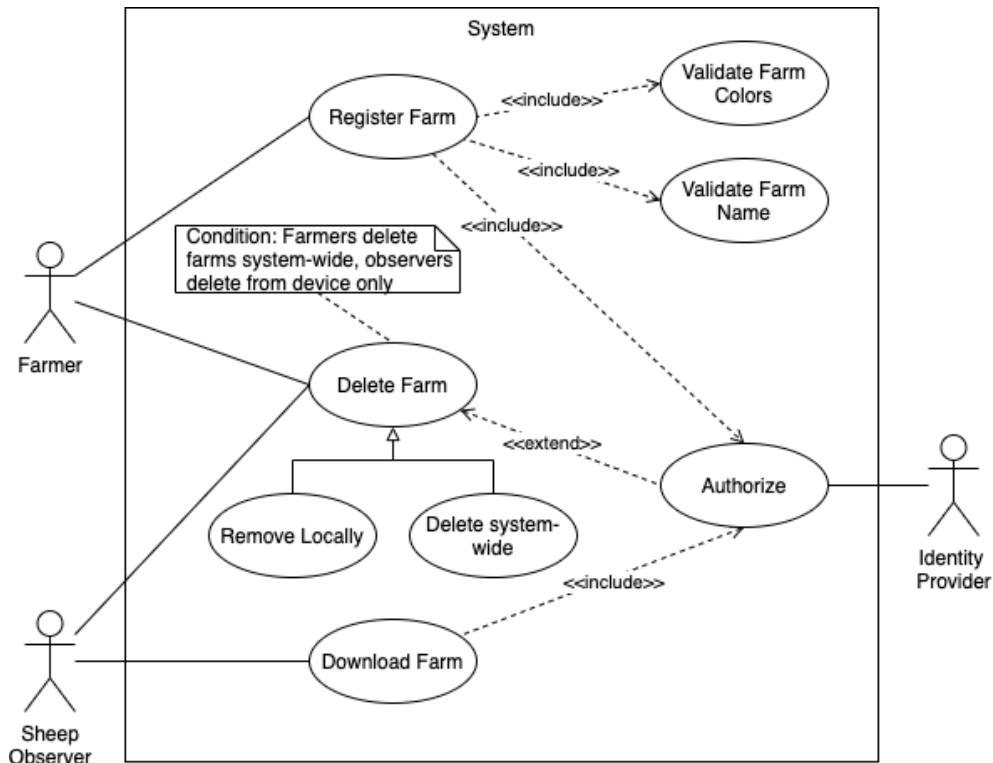 System
Register Farm
<<include>>
Validate Farm
Colors
<<include>>
Validate Farm
Name
<<include>>
Condition: Farmers delete
farms system-wide, observers
delete from device only
Farmer
Delete Farm
<<extend>>
Authorize
Identity
Provider
Remove Locally
Delete system-
wide
<<include>>
Download Farm
Sheep
Observer